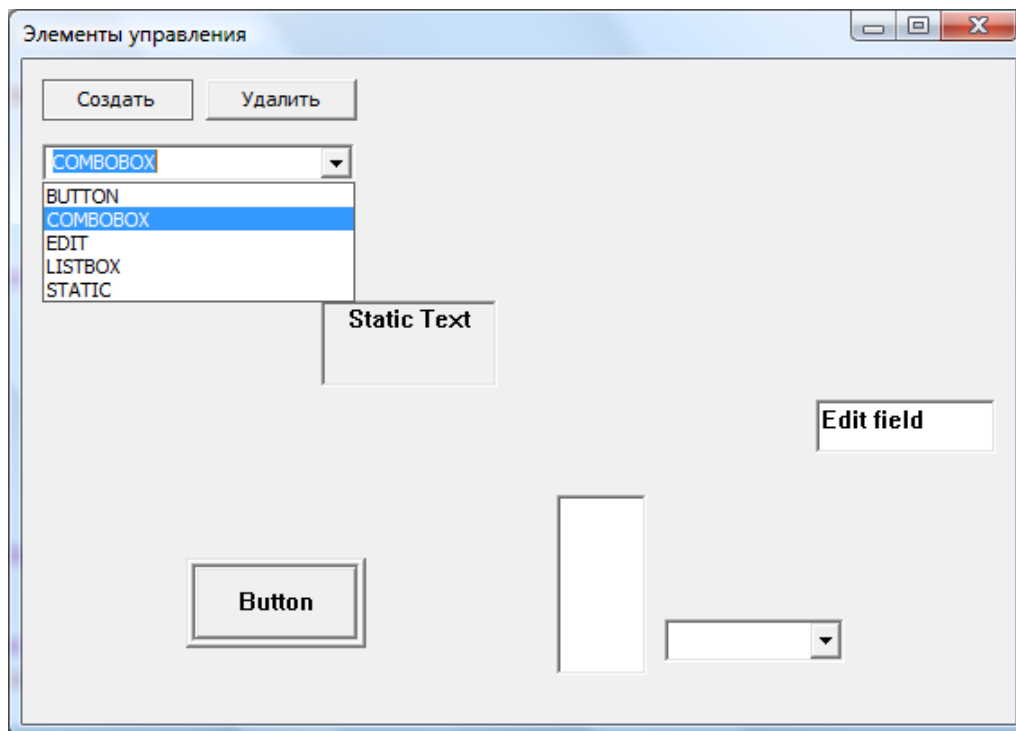 Элементы управления
Создать Удалить
COMBOBOX
BUTTON
COMBOBOX
EDIT
LISTBOX
STATIC
Static Text
Edit field
Button